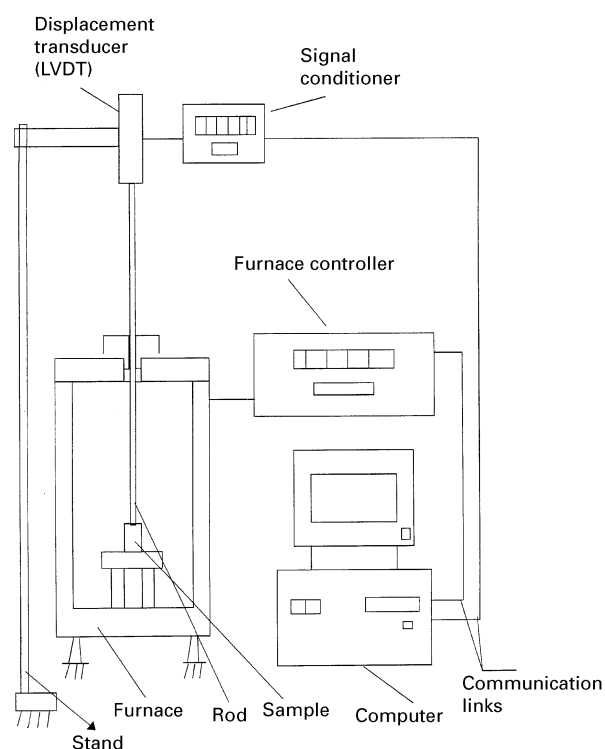 Displacement
transducer
(LVDT)
Signal
conditioner
Furnace controller
Furnace
Rod
Sample
Computer
Communication
links
Stand